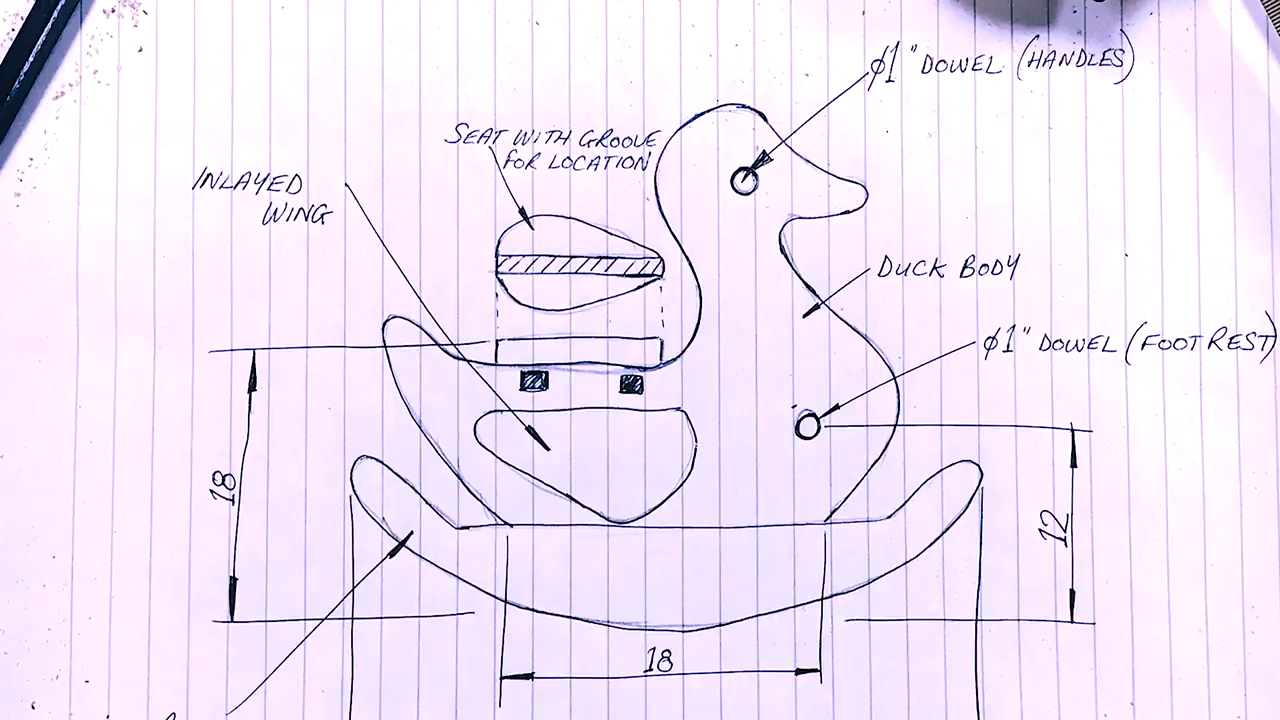 φ1" DOWEL (HANDLES)
SEAT WITH GROOVE
FOR LOCATION
INLAYED
WING
DUCK BODY
φ1" DOWEL (FOOT REST)
18
12
18